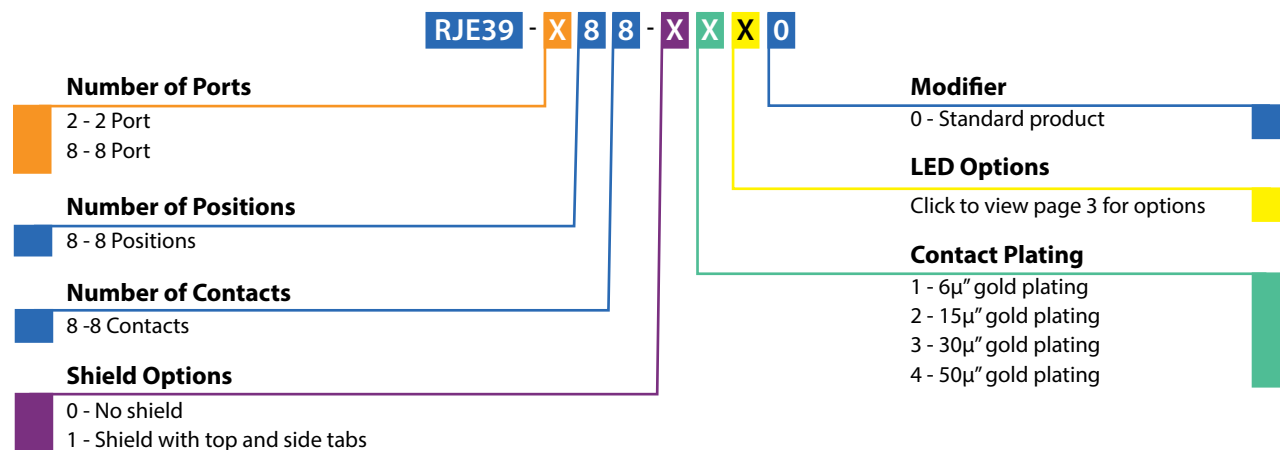 RJE39 - X 8 8 - X X X 0
Number of Ports
2 - 2 Port
8 - 8 Port
Number of Positions
8 - 8 Positions
Number of Contacts
8 -8 Contacts
Shield Options
0 - No shield
1 - Shield with top and side tabs
Modifier
0 - Standard product
LED Options
Click to view page 3 for options
Contact Plating
1 - 6µ” gold plating
2 - 15µ” gold plating
3 - 30µ” gold plating
4 - 50µ” gold plating